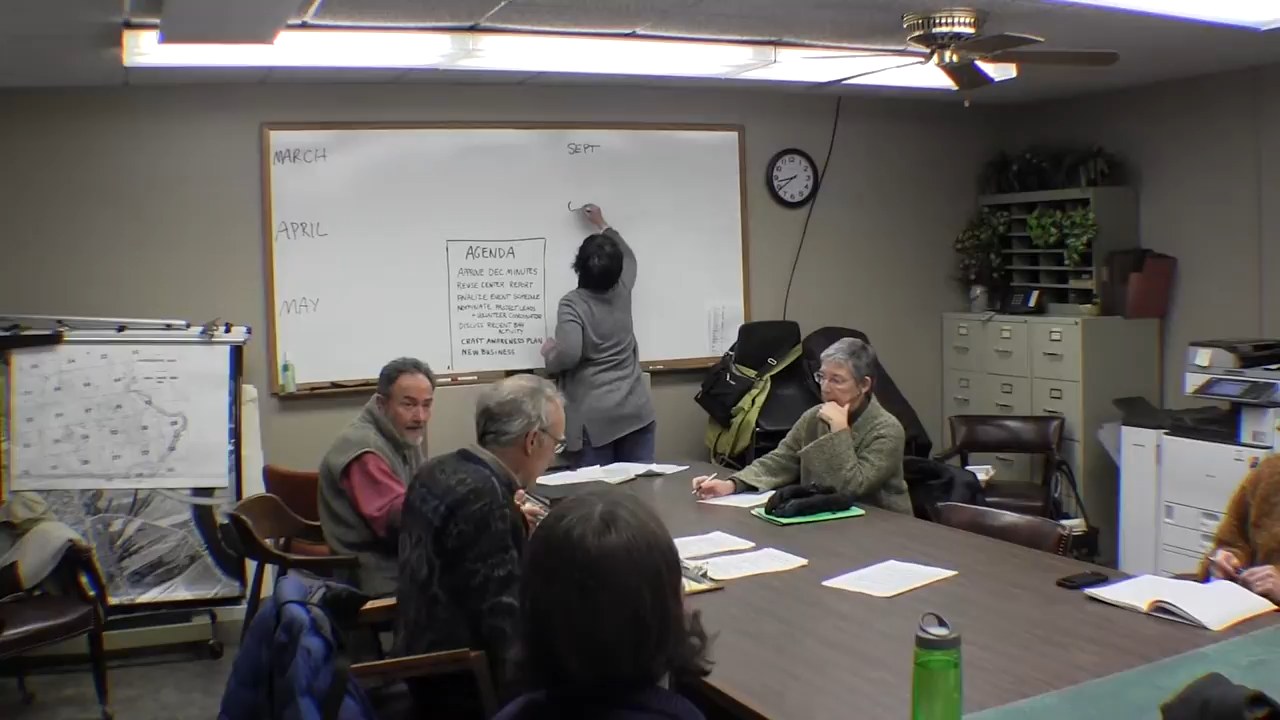 MARCH
SEPT
APRIL
MAY
AGENDA
APPROVE DEC MINUTES
REUSE CENTER REPORT
FINALIZE EVENT SCHEDULE
NOMINATE PROJECT LEADS
+ VOLUNTEER COORDINATOR
DISCUSS RECENT BAN
ACTIVITY
CRAFT AWARENESS PLAN
NEW BUSINESS